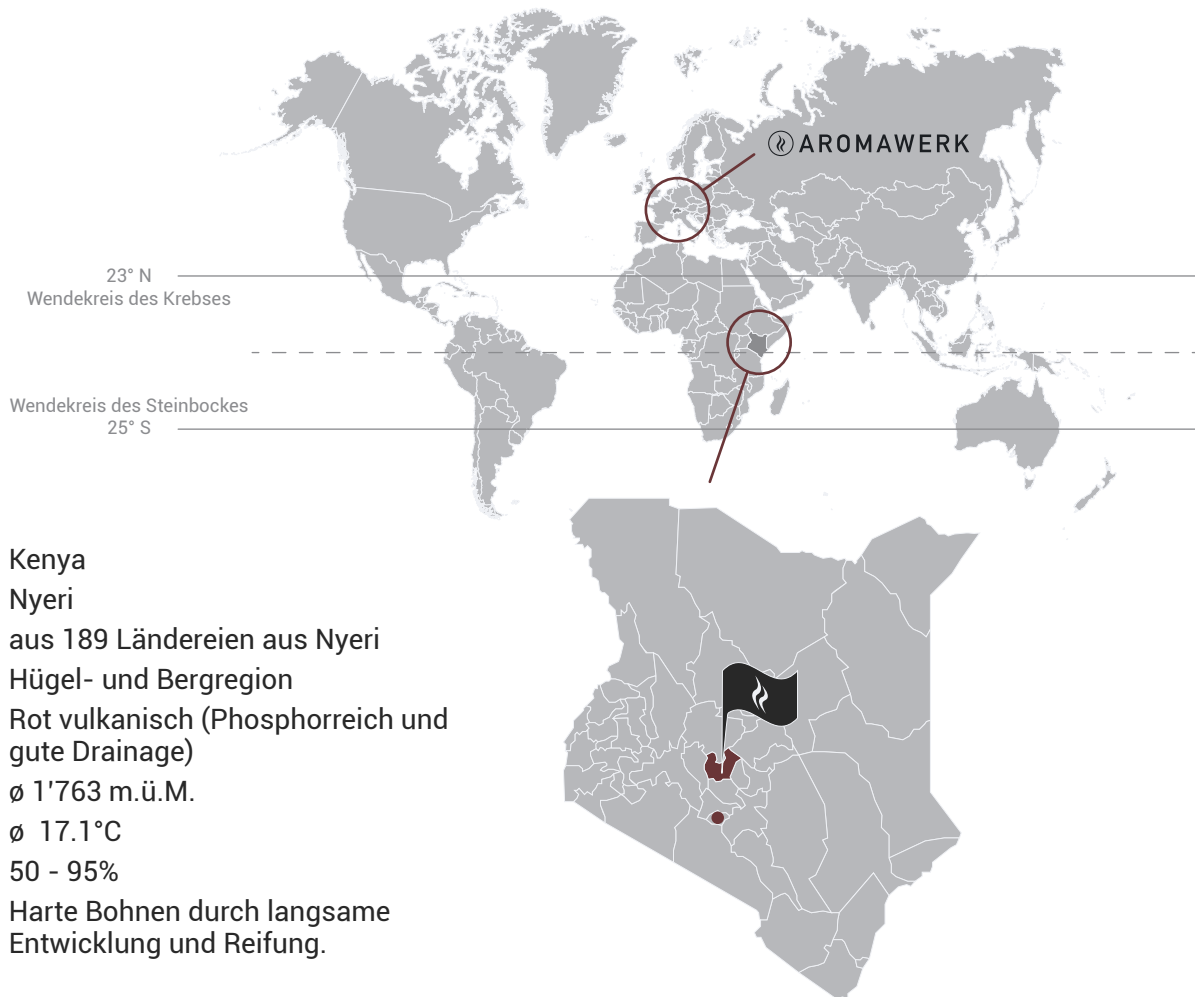 AROMAWERK
23° N
Wendekreis des Krebses
Wendekreis des Steinbockes
25° S
Kenya
Nyeri
aus 189 Ländereien aus Nyeri
Hügel- und Bergregion
Rot vulkanisch (Phosphorreich und
gute Drainage)
ø 1'763 m.ü.M.
ø 17.1°C
50 - 95%
Harte Bohnen durch langsame
Entwicklung und Reifung.